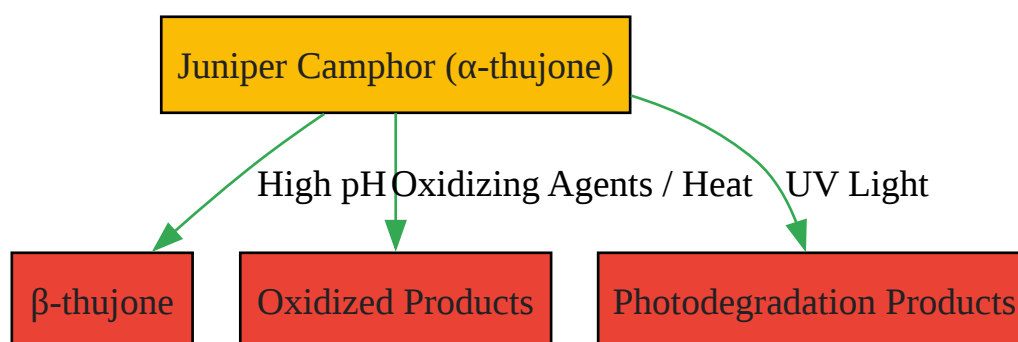 Juniper Camphor (α-thujone)
High pH
Oxidizing Agents / Heat
UV Light
β-thujone
Oxidized Products
Photodegradation Products